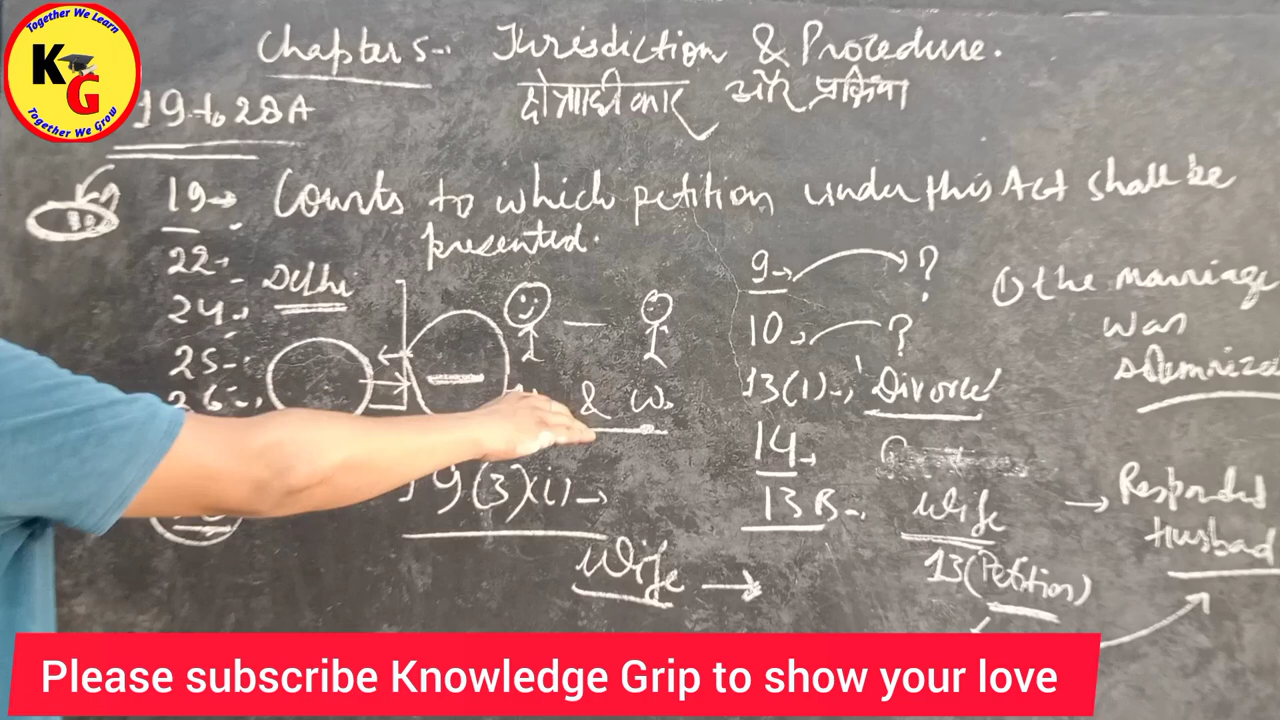 Together We Learn
KG
Together We Grow
Chapter 5-: Jurisdiction & Procedure.
क्षेत्राधीकार और प्रक्रिया
19 to 28A
19→ Courts to which petition under this Act shall be
presented.
22-
Delhi
24-
25-
26-
& W.
19(3)(i)→
Wife →
9→ ?
10→ ?
13(1)-, Divorce
14→
13B-, Wife
13(Petition)
① the marriage
was
solemnized
→ Responded
Husband
Please subscribe Knowledge Grip to show your love